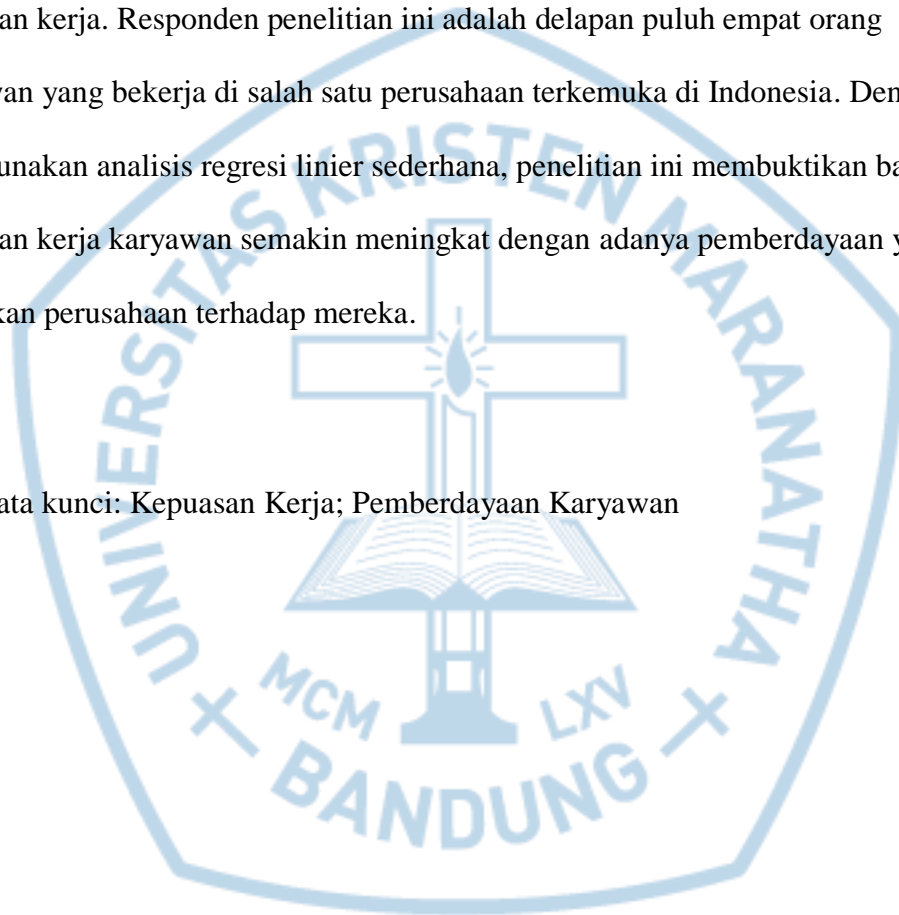 an kerja. Responden penelitian ini adalah delapan puluh empat orang
van yang bekerja di salah satu perusahaan terkemuka di Indonesia. Den
unakan analisis regresi linier sederhana, penelitian ini membuktikan ba
an kerja karyawan semakin meningkat dengan adanya pemberdayaan y
kan perusahaan terhadap mereka.
ata kunci: Kepuasan Kerja; Pemberdayaan Karyawan
UNIVERSITAS KRISTEN MARANATHA
MCM LXV
BANDUNG